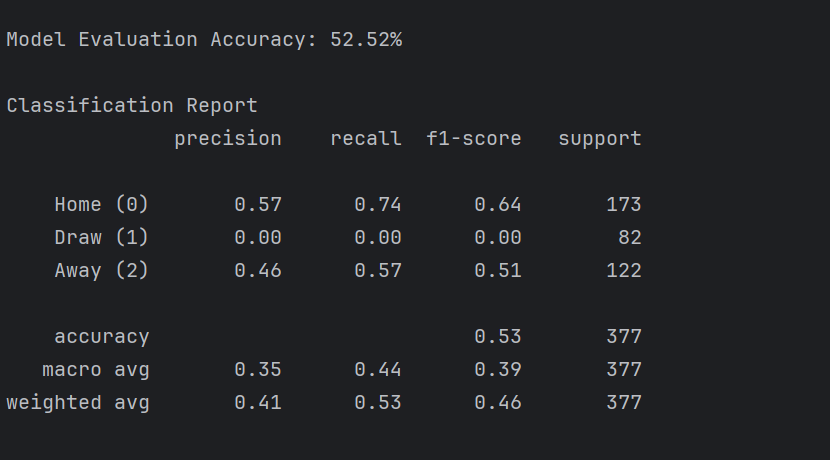 Model Evaluation Accuracy: 52.52%
Classification Report
precision recall f1-score support
Home (0) 0.57 0.74 0.64 173
Draw (1) 0.00 0.00 0.00 82
Away (2) 0.46 0.57 0.51 122
accuracy 0.53 377
macro avg 0.35 0.44 0.39 377
weighted avg 0.41 0.53 0.46 377